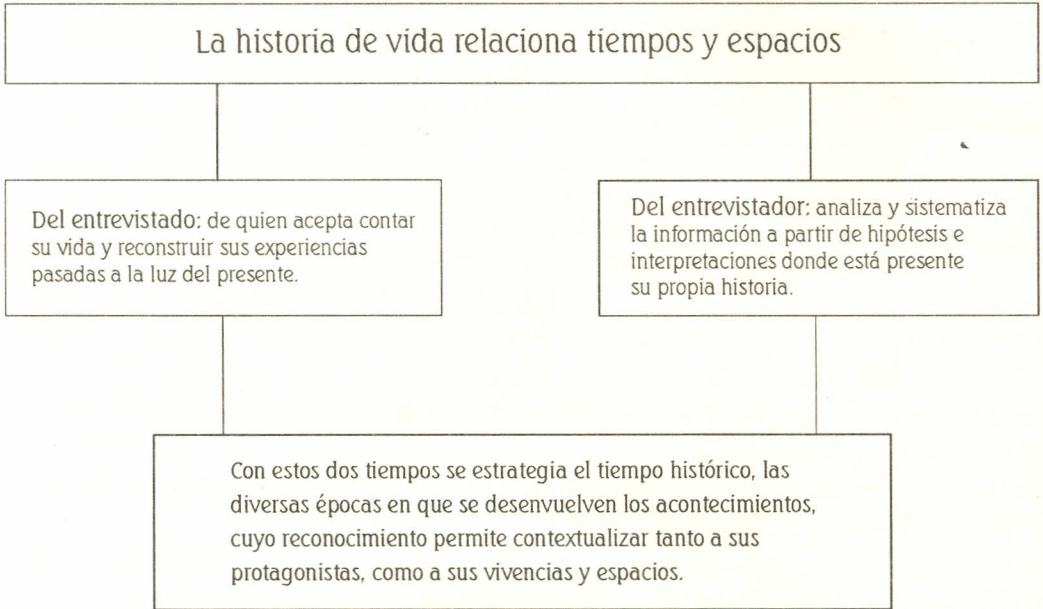 La historia de vida relaciona tiempos y espacios
Del entrevistado: de quien acepta contar
su vida y reconstruir sus experiencias
pasadas a la luz del presente.
Del entrevistador: analiza y sistematiza
la información a partir de hipótesis e
interpretaciones donde está presente
su propia historia.
Con estos dos tiempos se estrategia el tiempo histórico, las
diversas épocas en que se desenvuelven los acontecimientos,
cuyo reconocimiento permite contextualizar tanto a sus
protagonistas, como a sus vivencias y espacios.